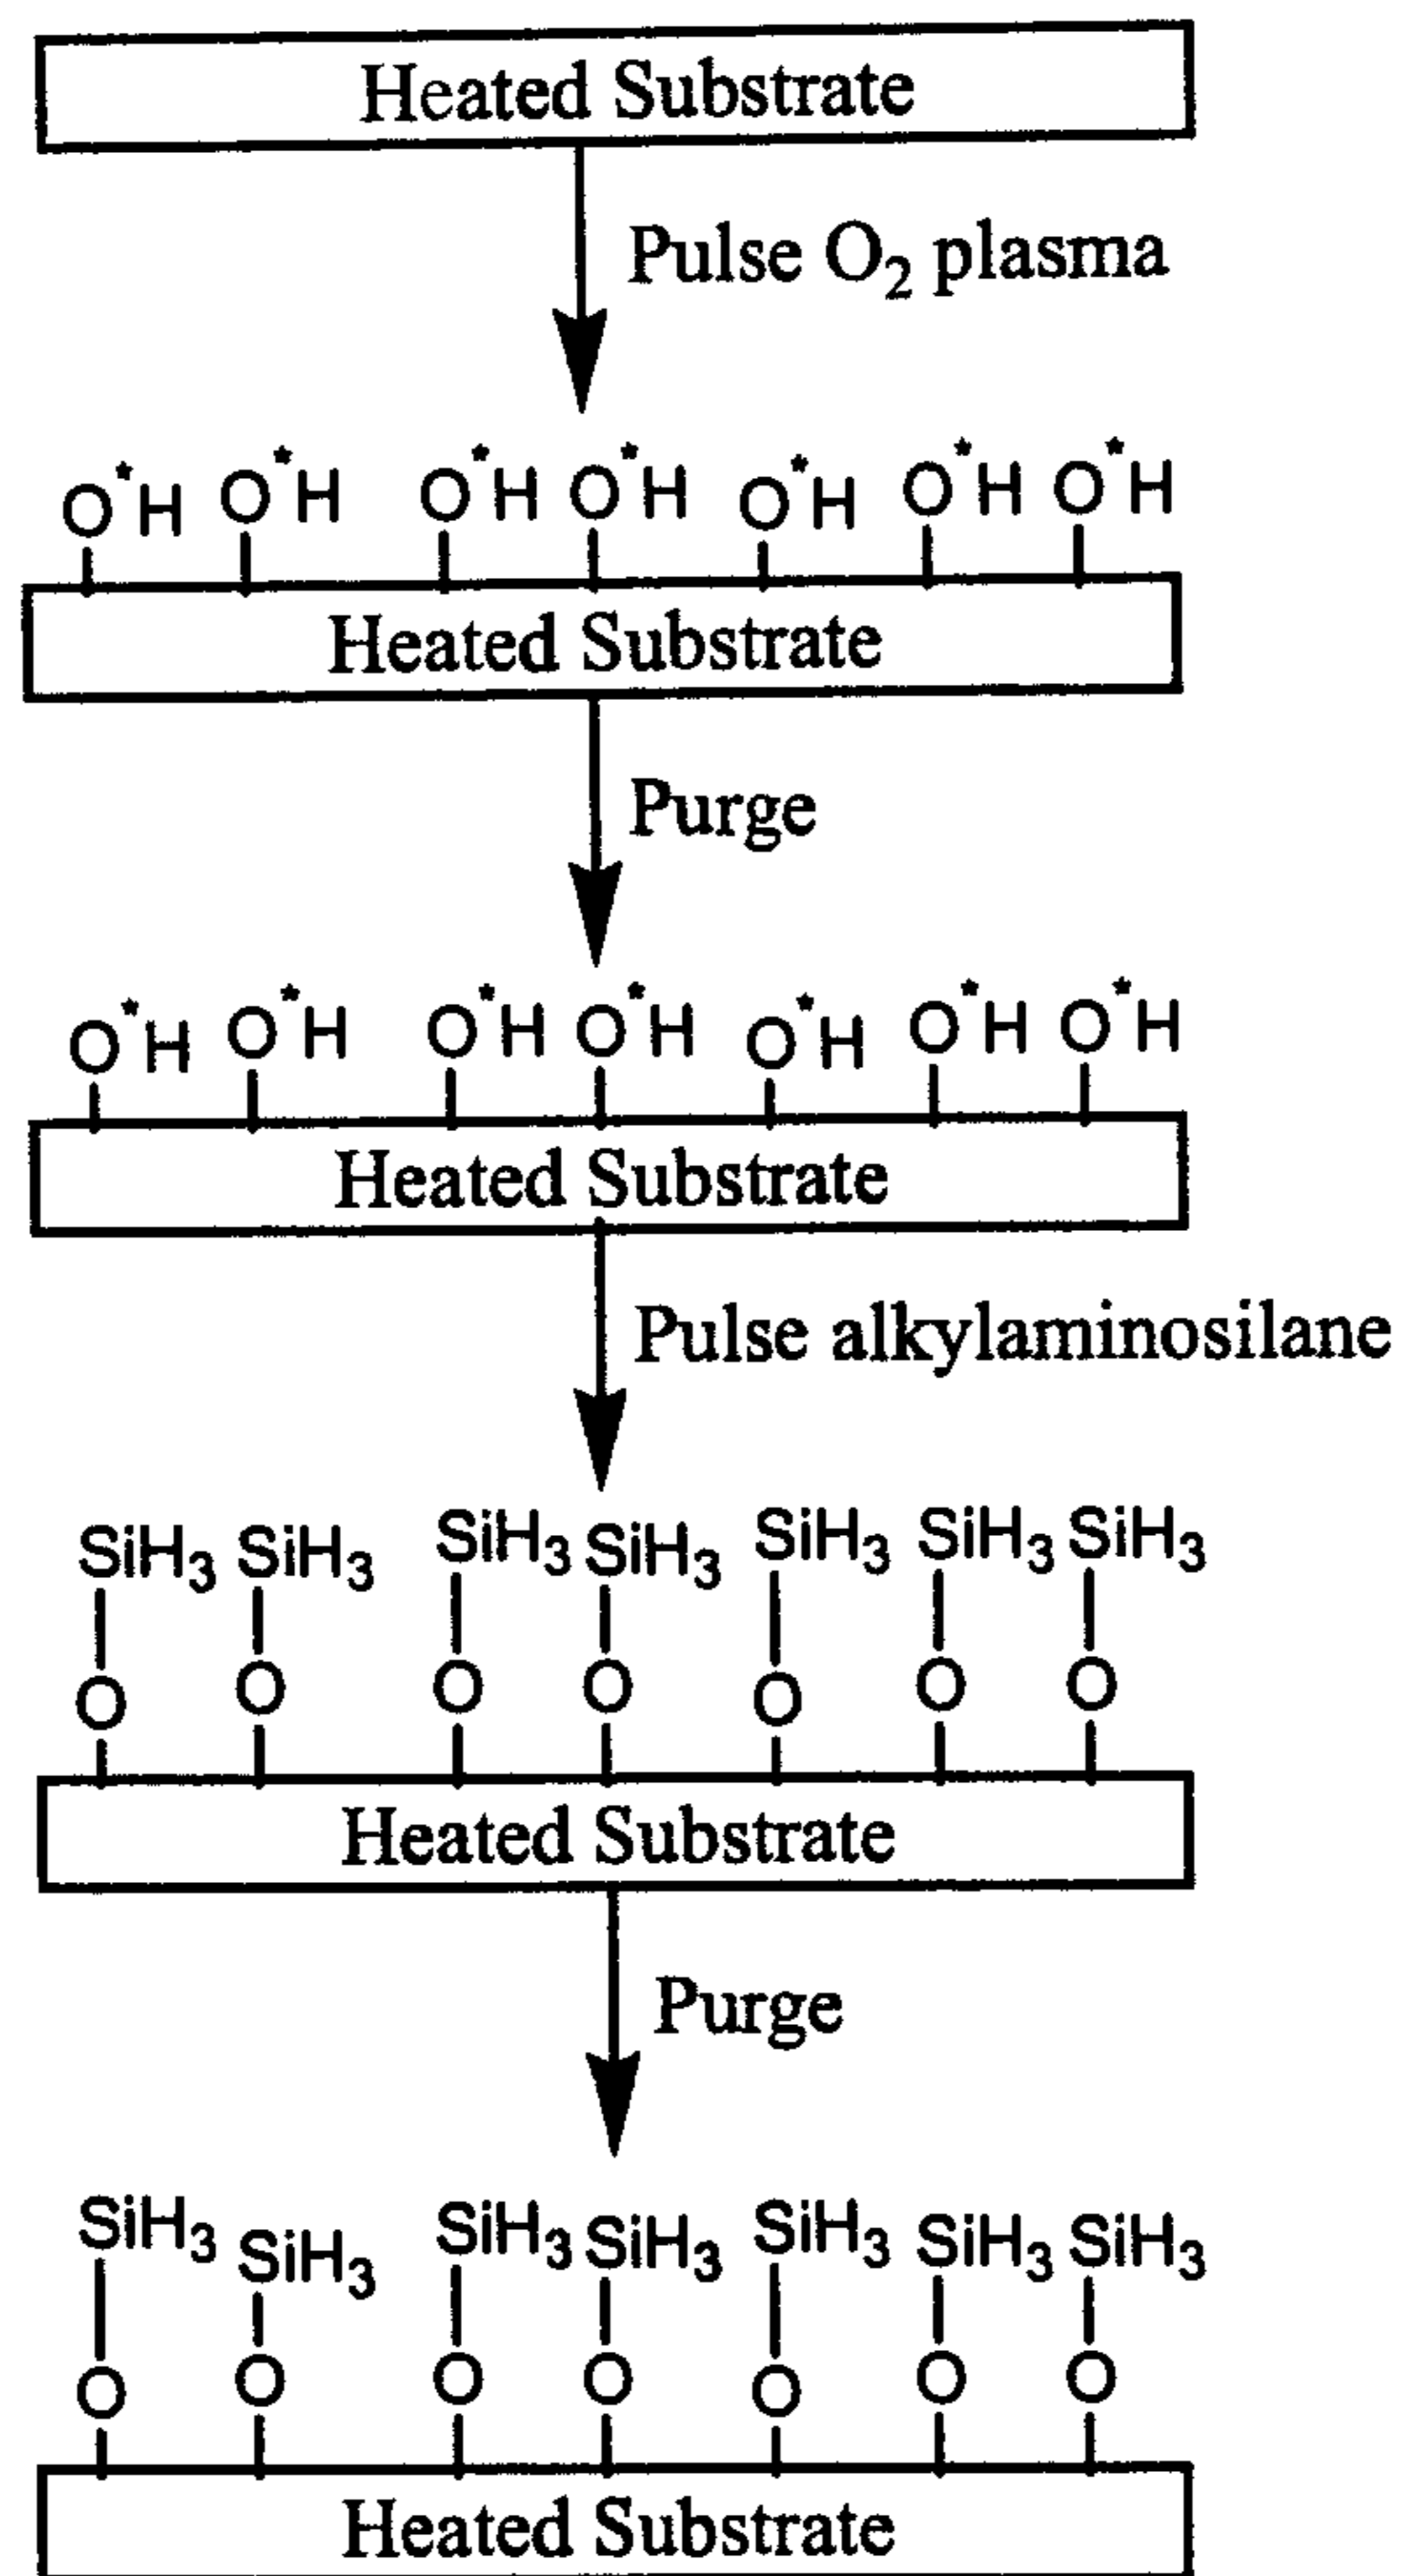 Heated Substrate
Pulse O₂ plasma
O*H O*H O*H O*H O*H O*H O*H
Heated Substrate
Purge
O*H O*H O*H O*H O*H O*H O*H
Heated Substrate
Pulse alkylaminosilane
SiH₃ SiH₃ SiH₃ SiH₃ SiH₃ SiH₃ SiH₃
O O O O O O O
Heated Substrate
Purge
SiH₃ SiH₃ SiH₃ SiH₃ SiH₃ SiH₃ SiH₃
O O O O O O O
Heated Substrate